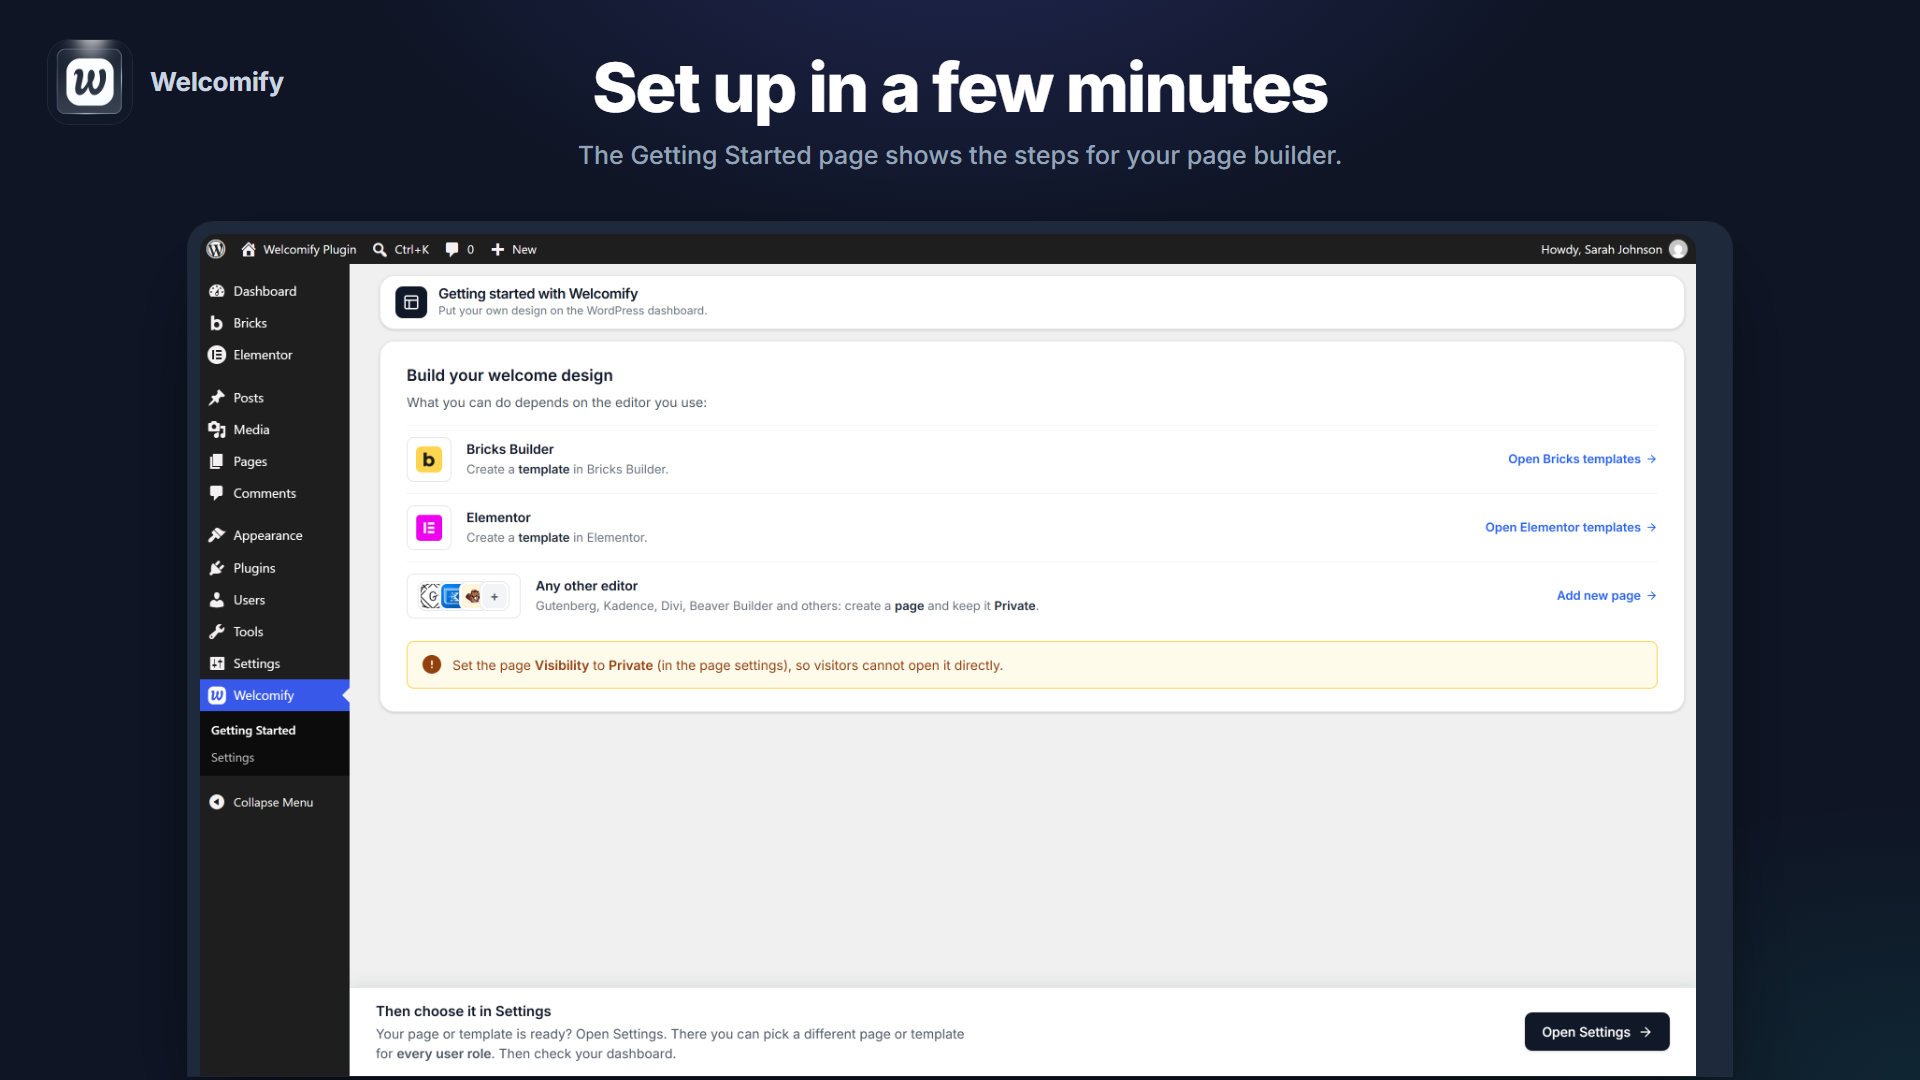 Welcomify
Set up in a few minutes
The Getting Started page shows the steps for your page builder.
Welcomify Plugin
Ctrl+K
0
New
Howdy, Sarah Johnson
Dashboard
Bricks
Elementor
Posts
Media
Pages
Comments
Appearance
Plugins
Users
Tools
Settings
Welcomify
Getting Started
Settings
Collapse Menu
Getting started with Welcomify
Put your own design on the WordPress dashboard.
Build your welcome design
What you can do depends on the editor you use:
Bricks Builder
Create a template in Bricks Builder.
Open Bricks templates →
Elementor
Create a template in Elementor.
Open Elementor templates →
Any other editor
Gutenberg, Kadence, Divi, Beaver Builder and others: create a page and keep it Private.
Add new page →
Set the page Visibility to Private (in the page settings), so visitors cannot open it directly.
Then choose it in Settings
Your page or template is ready? Open Settings. There you can pick a different page or template
for every user role. Then check your dashboard.
Open Settings →